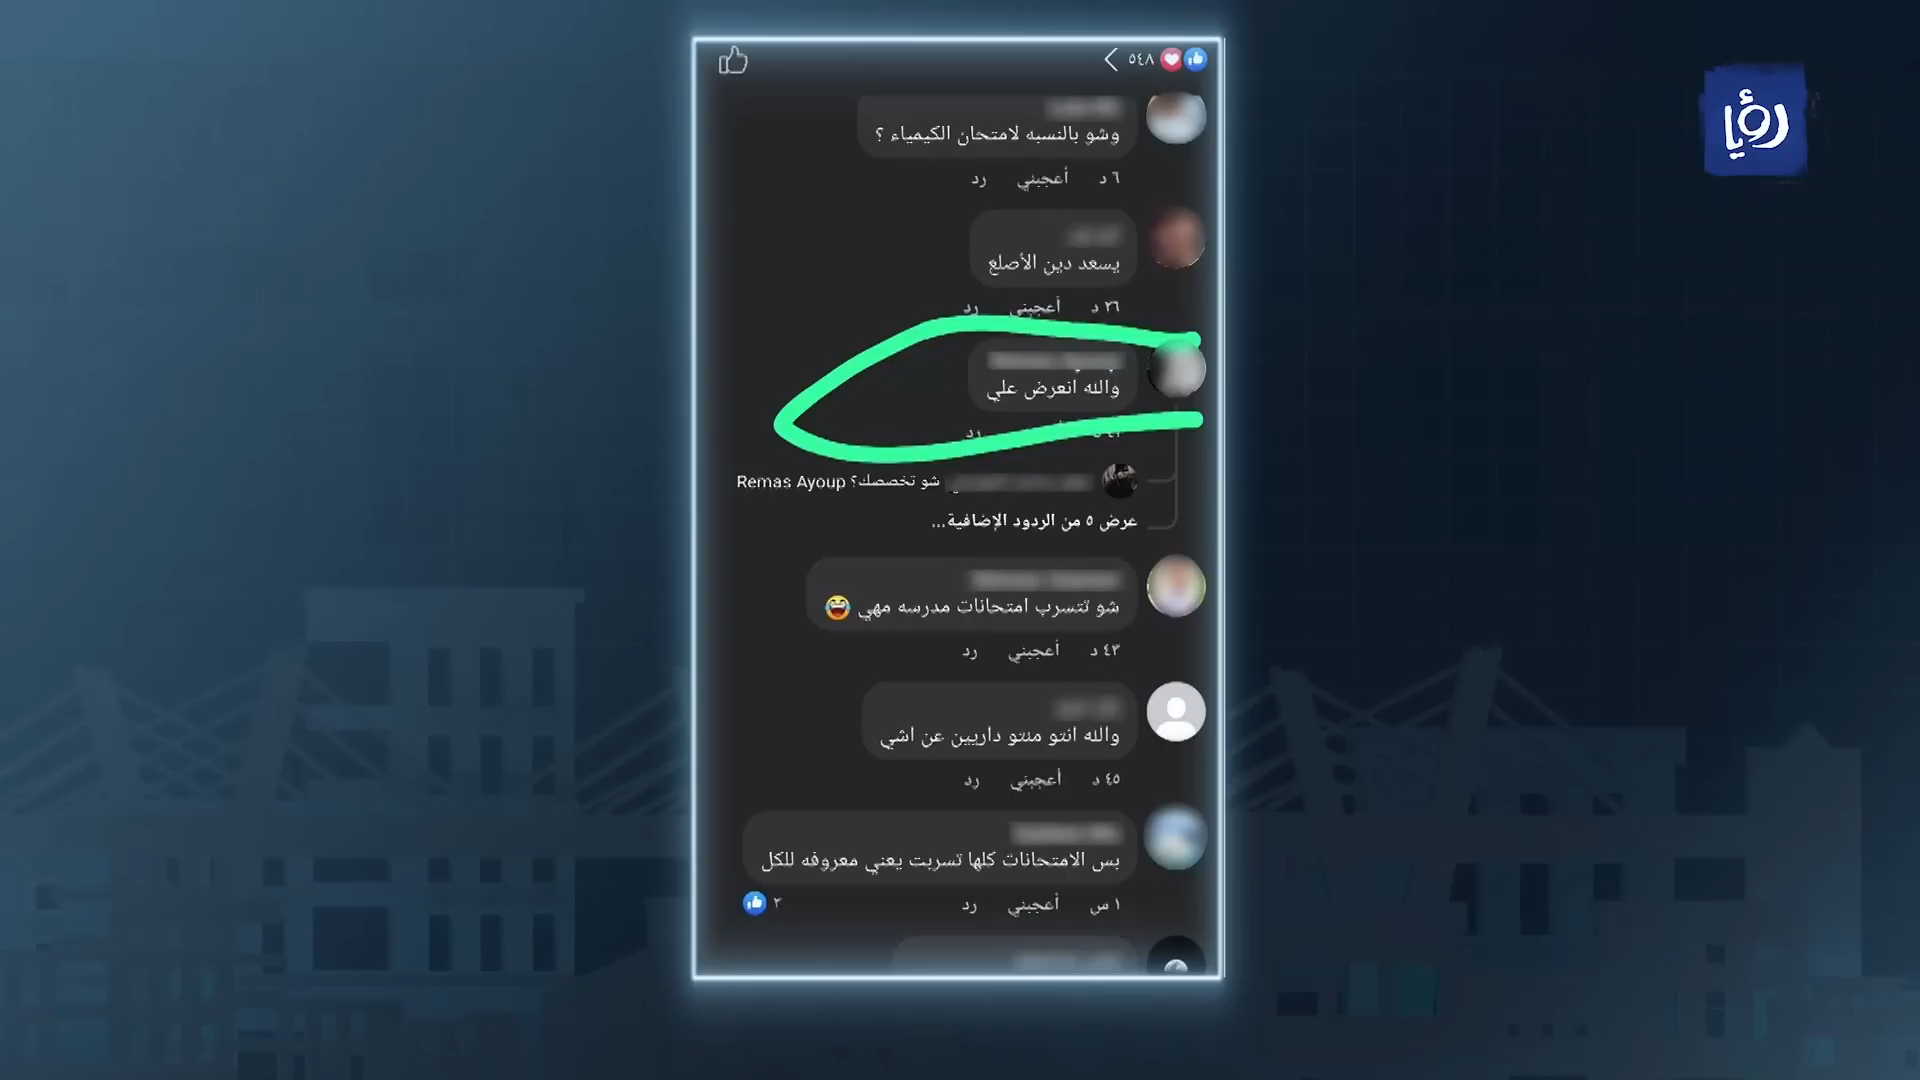 ٥٤٨
رؤيا
وشو بالنسبه لامتحان الكيمياء ؟
٦ د أعجبني رد
يسعد دين الأصلع
٢٦ د أعجبني رد
والله انعرض علي
رد
شو تخصصك؟ Remas Ayoup
عرض ٥ من الردود الإضافية...
شو تتسرب امتحانات مدرسه مهي 😂
٤٣ د أعجبني رد
والله انتو منتو داريين عن اشي
٤٥ د أعجبني رد
بس الامتحانات كلها تسربت يعني معروفه للكل
١ س أعجبني رد ٣